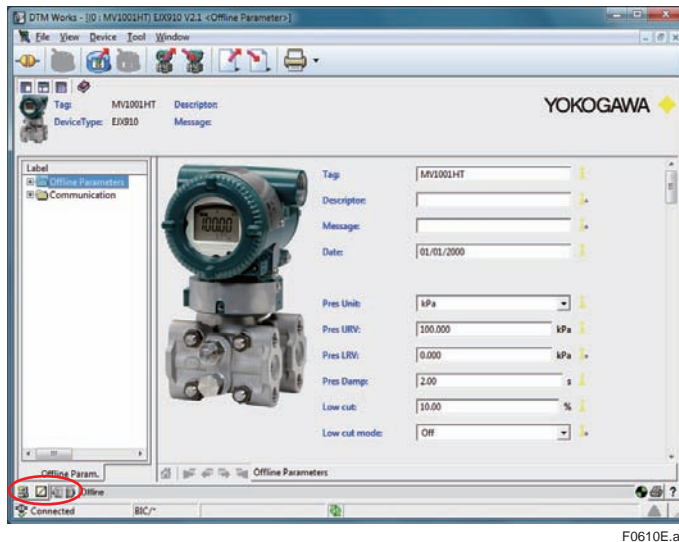 DTM Works - [(0 : MV1001HT) EJX910 V2.1 <Offline Parameter>]
File View Device Tool Window
Tag: MV1001HT Descriptor:
DeviceType: EJX910 Message:
YOKOGAWA
Label
Offline Parameters
Communication
10000
Tag: MV1001HT
Descriptor:
Message:
Date: 01/01/2000
Pres Unit: kPa
Pres URV: 100.000 kPa
Pres LRV: 0.000 kPa
Pres Damp: 2.00 s
Low cut: 10.00 %
Low cut mode: Off
Offline Param.
Offline Parameters
Offline
Connected BIC/*
F0610E.a